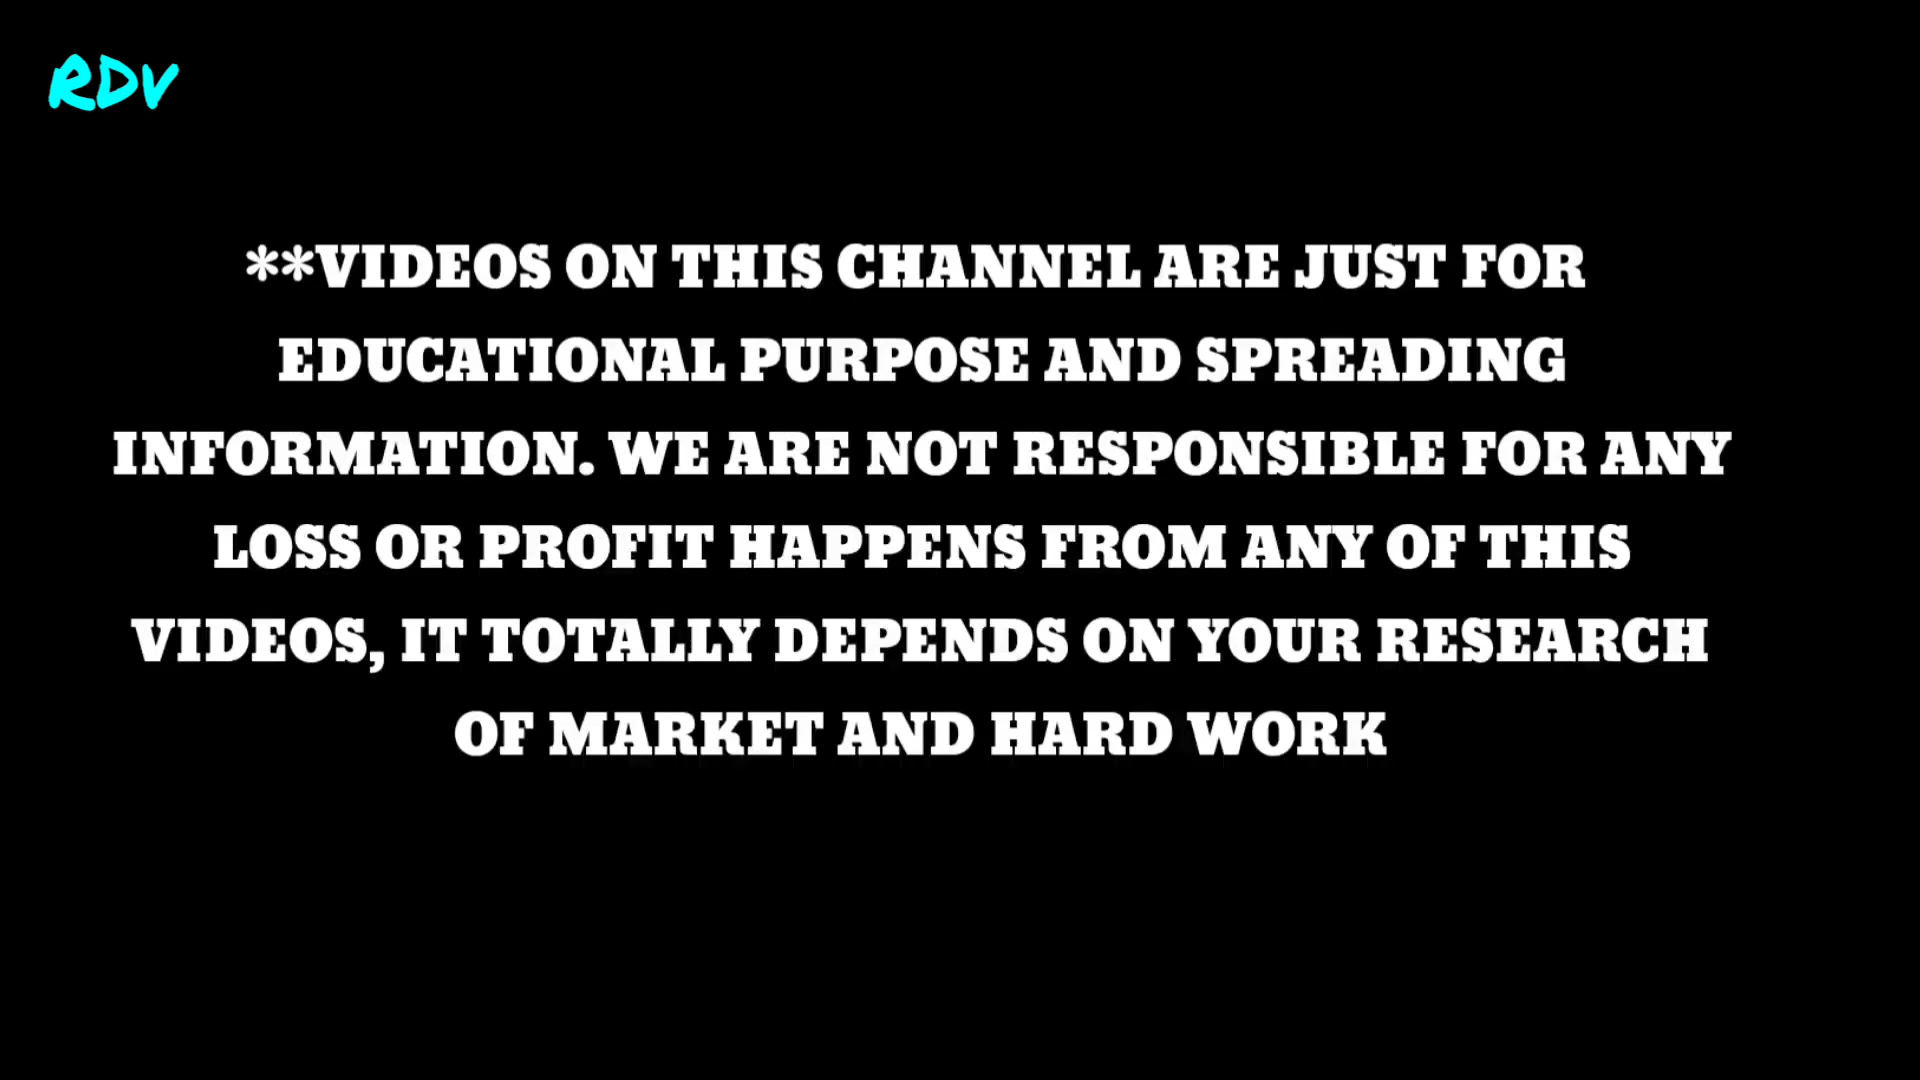 RDV
**VIDEOS ON THIS CHANNEL ARE JUST FOR
EDUCATIONAL PURPOSE AND SPREADING
INFORMATION. WE ARE NOT RESPONSIBLE FOR ANY
LOSS OR PROFIT HAPPENS FROM ANY OF THIS
VIDEOS, IT TOTALLY DEPENDS ON YOUR RESEARCH
OF MARKET AND HARD WORK